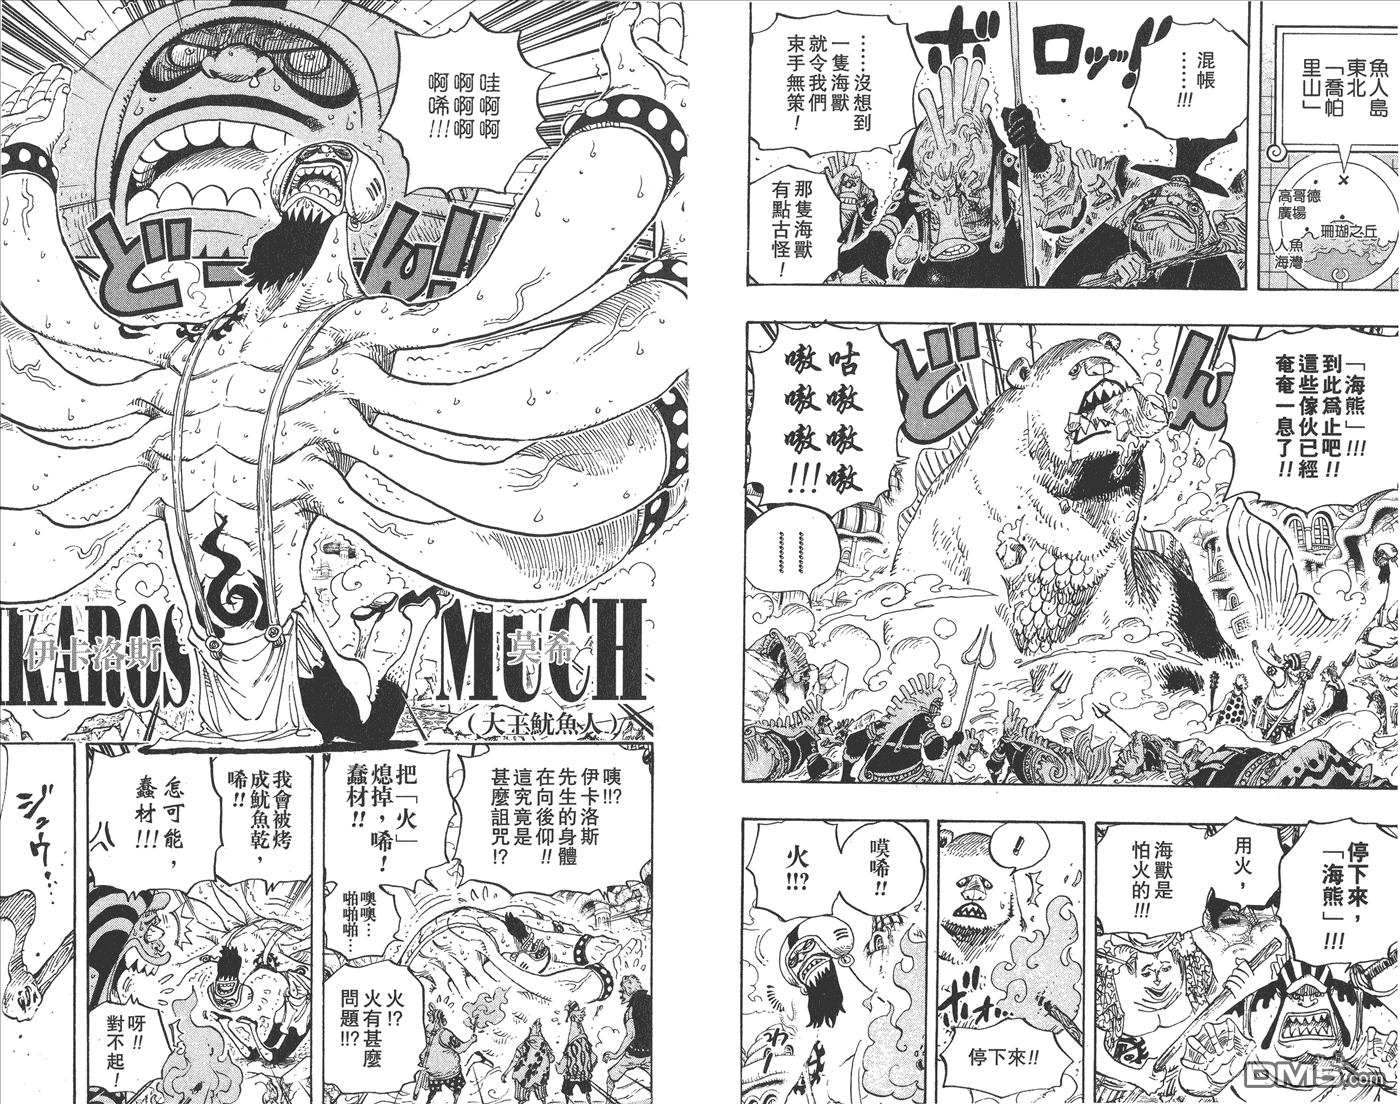 魚人島
東北
「喬帕
里山」
高哥德
廣場
珊瑚之丘
人魚
海灣
混帳
……!!!
ボロッ…!
……沒想到
一隻海獸
就令我們
束手無策!
那隻海獸
有點古怪!
「海熊」!!!
到此為止吧!!
這些傢伙已經
奄奄一息了!!
どん
咕嗷嗷嗷
嗷嗷嗷!!!
…………
停下來,
「海熊」!!!
用火,
海獸是
怕火的!!!
!
ボオォ…
停下來!!
嘆唏!!
火!!?
哇啊啊
啊啊啊
啊唏!!!
どーん!!
IKAROS
伊卡洛斯
MUCH
莫希
(大王魷魚人)
咦!!?
伊卡洛斯
先生的身體
在向後仰!!
這究竟是
甚麼詛咒!?
把「火」
熄掉,唏!
蠢材!!
噢噢…
啪啪啪…
火!?
火有甚麼
問題!!?
我會被烤
成魷魚乾,
唏!!
怎可能,
蠢材!!!
呀!!
對不起!
ジュウ…
DM5.com